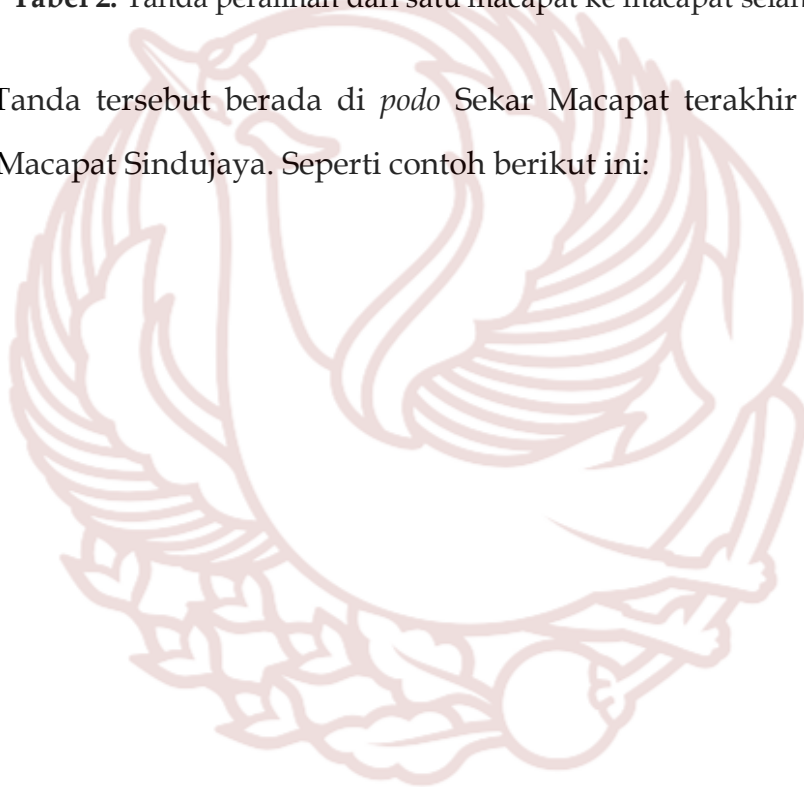 Tabel 2. Tanda peralihan dari satu macapat ke macapat
Tanda tersebut berada di podo Sekar Macapat terakhir
Macapat Sindujaya. Seperti contoh berikut ini: